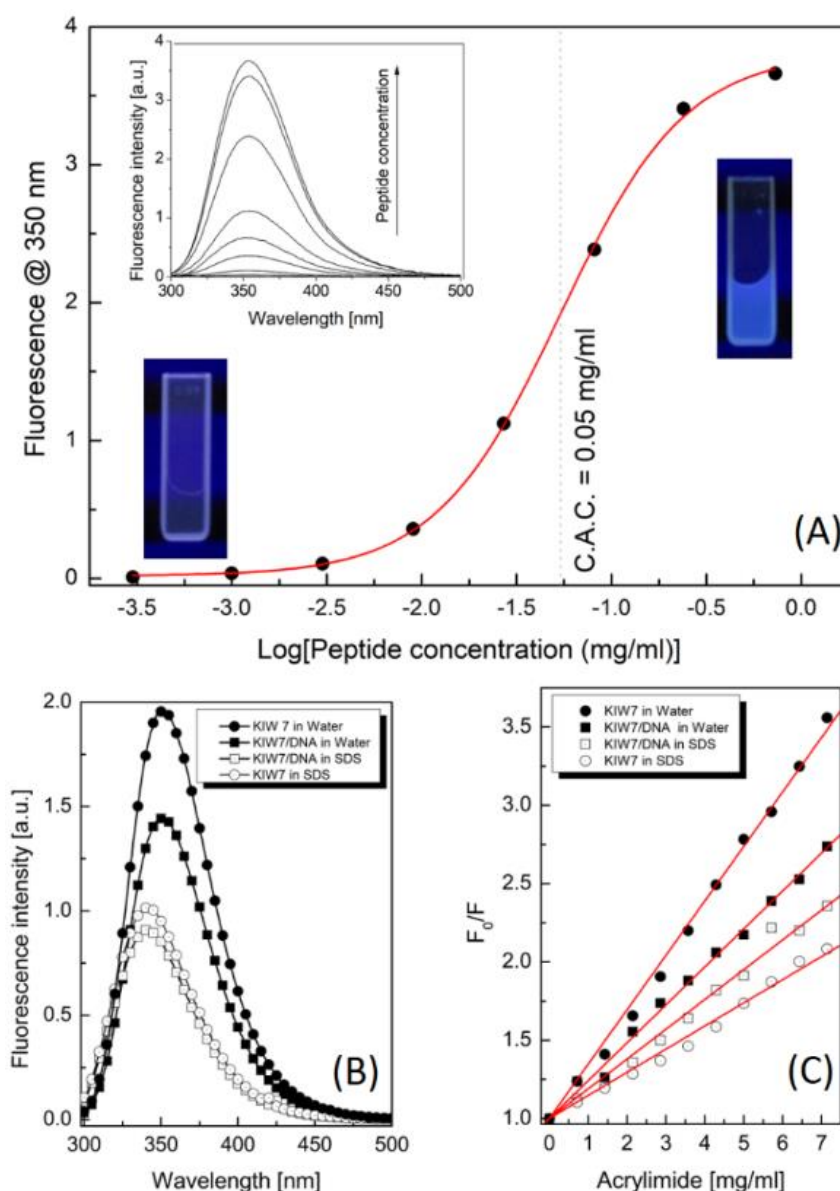 4
3
2
1
0
Fluorescence @ 350 nm
-3.5 -3.0 -2.5 -2.0 -1.5 -1.0 -0.5 0.0
Log[Peptide concentration (mg/ml)]
4
3
2
1
0
Fluorescence intensity [a.u.]
300 350 400 450 500
Wavelength [nm]
Peptide concentration
C.A.C. = 0.05 mg/ml
(A)
2.0
1.5
1.0
0.5
0.0
Fluorescence intensity [a.u.]
KIW 7 in Water
KIW7/DNA in Water
KIW7/DNA in SDS
KIW7 in SDS
(B)
300 350 400 450 500
Wavelength [nm]
3.5
3.0
2.5
2.0
1.5
1.0
F0/F
KIW7 in Water
KIW7/DNA in Water
KIW7/DNA in SDS
KIW7 in SDS
(C)
0 1 2 3 4 5 6 7
Acrylimide [mg/ml]